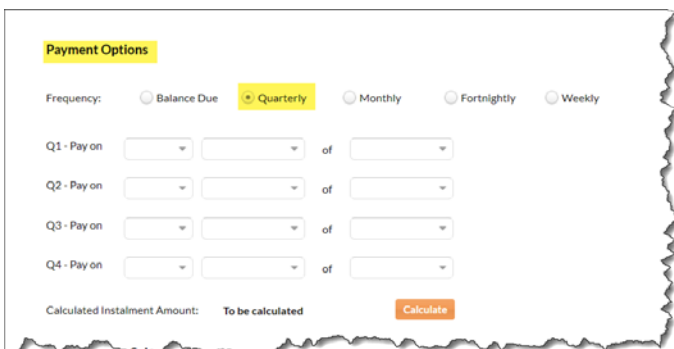 Payment Options
Frequency: Balance Due Quarterly Monthly Fortnightly Weekly
Q1 - Pay on of
Q2 - Pay on of
Q3 - Pay on of
Q4 - Pay on of
Calculated Instalment Amount: To be calculated Calculate